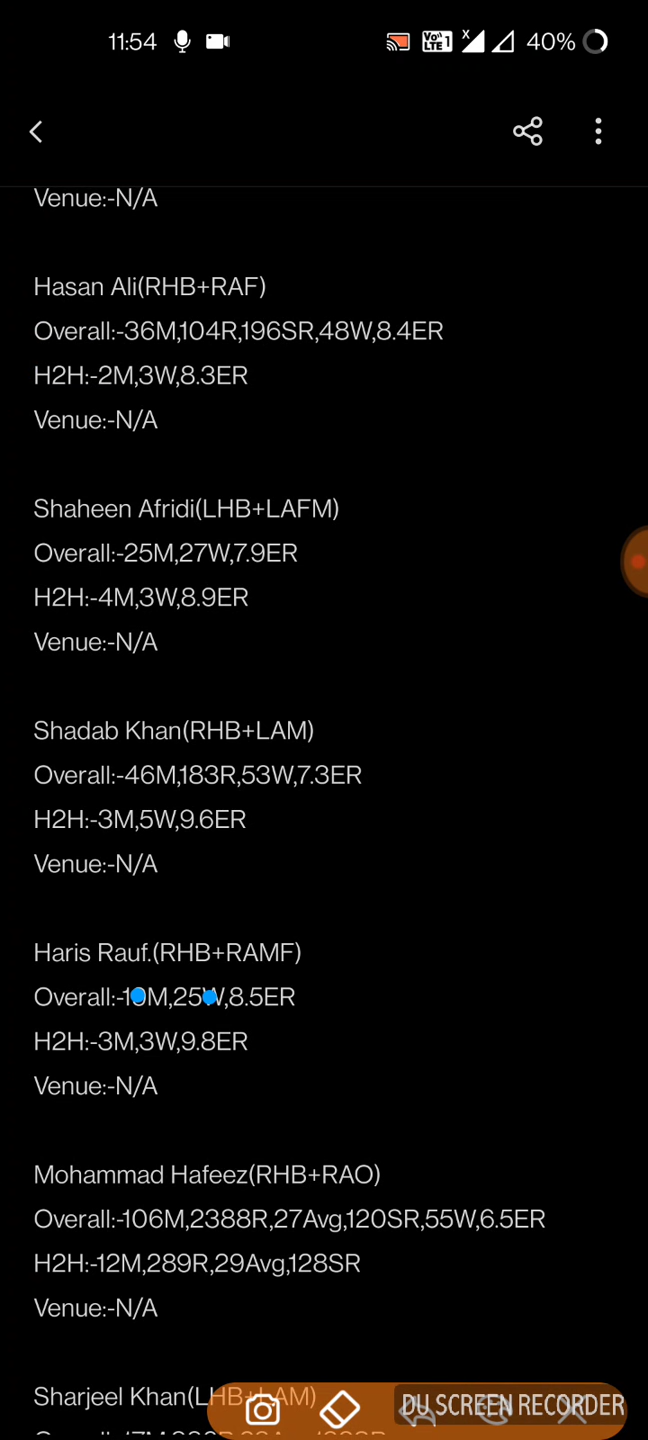 11:54
Vo
LTE 1
X
40%
Venue:-N/A
Hasan Ali(RHB+RAF)
Overall:-36M,104R,196SR,48W,8.4ER
H2H:-2M,3W,8.3ER
Venue:-N/A
Shaheen Afridi(LHB+LAFM)
Overall:-25M,27W,7.9ER
H2H:-4M,3W,8.9ER
Venue:-N/A
Shadab Khan(RHB+LAM)
Overall:-46M,183R,53W,7.3ER
H2H:-3M,5W,9.6ER
Venue:-N/A
Haris Rauf.(RHB+RAMF)
Overall:- ,25W,8.5ER
H2H:-3M,3W,9.8ER
Venue:-N/A
Mohammad Hafeez(RHB+RAO)
Overall:-106M,2388R,27Avg,120SR,55W,6.5ER
H2H:-12M,289R,29Avg,128SR
Venue:-N/A
Sharjeel Khan(LHB+LAM)
DU SCREEN RECORDER